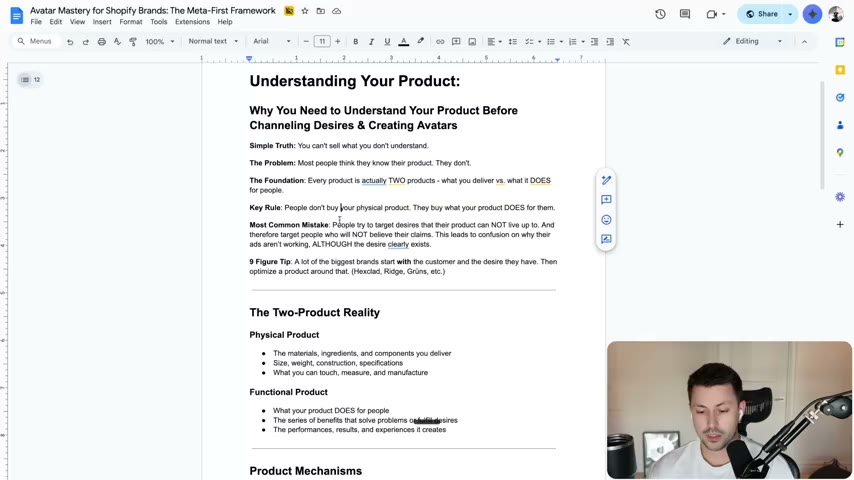 Avatar Mastery for Shopify Brands: The Meta-First Framework
File Edit View Insert Format Tools Extensions Help
Share
Menus
100%
Normal text
Arial
11
Editing
12
Understanding Your Product:
Why You Need to Understand Your Product Before
Channeling Desires & Creating Avatars
Simple Truth: You can't sell what you don't understand.
The Problem: Most people think they know their product. They don't.
The Foundation: Every product is actually TWO products - what you deliver vs. what it DOES
for people.
Key Rule: People don't buy your physical product. They buy what your product DOES for them.
Most Common Mistake: People try to target desires that their product can NOT live up to. And
therefore target people who will NOT believe their claims. This leads to confusion on why their
ads aren't working, ALTHOUGH the desire clearly exists.
9 Figure Tip: A lot of the biggest brands start with the customer and the desire they have. Then
optimize a product around that. (Hexclad, Ridge, Grüns, etc.)
The Two-Product Reality
Physical Product
● The materials, ingredients, and components you deliver
● Size, weight, construction, specifications
● What you can touch, measure, and manufacture
Functional Product
● What your product DOES for people
● The series of benefits that solve problems or desires
● The performances, results, and experiences it creates
Product Mechanisms